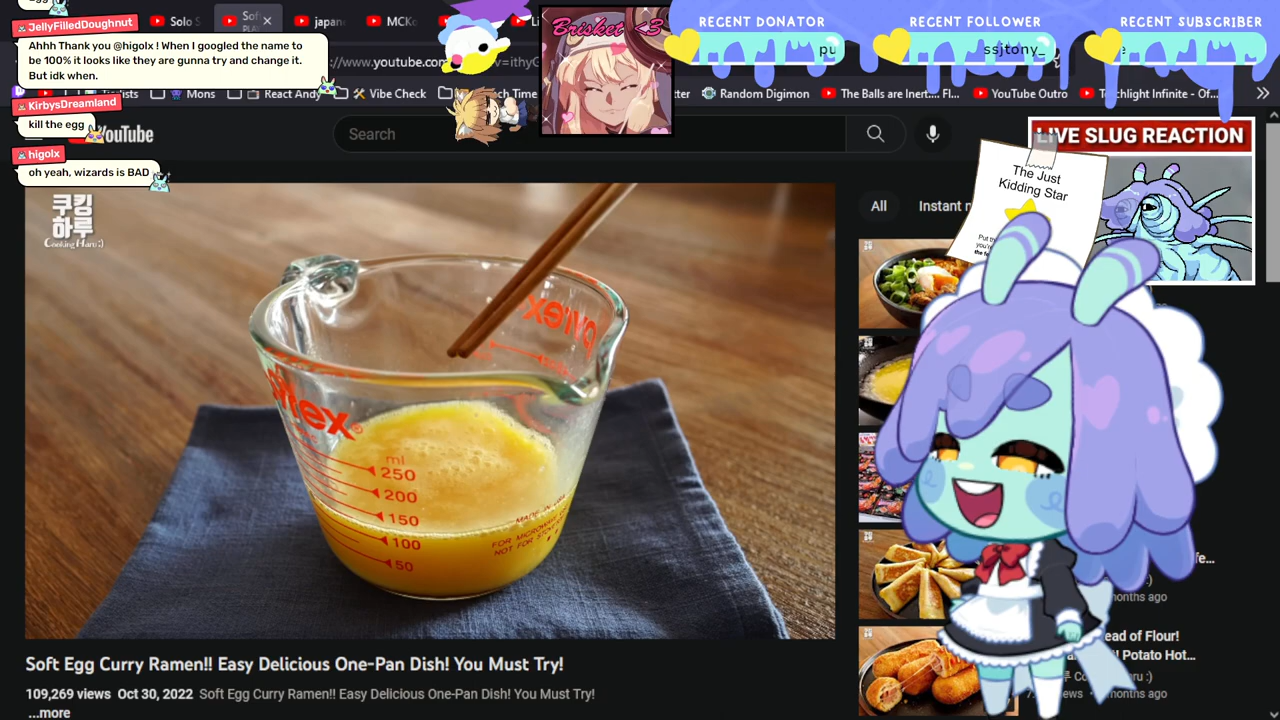 JellyFilledDoughnut
Ahhh Thank you @higolx ! When I googled the name to
be 100% it looks like they are gunna try and change it.
But idk when.
KirbysDreamland
kill the egg
higolx
oh yeah, wizards is BAD
Solo S
Sof
japan
MCK
Li
www.youtube.com
=ithyG
Mons
React Andy
Vibe Check
Random Digimon
The Balls are Inert.... Fl...
YouTube Outro
Torchlight Infinite - Of...
Brisket <3
RECENT DONATOR
RECENT FOLLOWER
RECENT SUBSCRIBER
pu
ssjtony_
Search
LIVE SLUG REACTION
The Just
Kidding Star
All
쿠킹
하루
Cooking Haru :)
pyrex
ml
250
200
150
100
50
MADE IN USA
FOR MICROWAVE
Soft Egg Curry Ramen!! Easy Delicious One-Pan Dish! You Must Try!
109,269 views Oct 30, 2022 Soft Egg Curry Ramen!! Easy Delicious One-Pan Dish! You Must Try!
...more
months ago
ead of Flour!
Potato Hot...
months ago